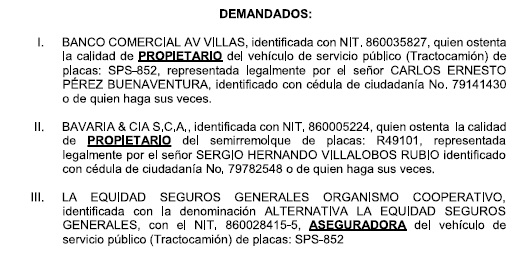 DEMANDADOS:
I. BANCO COMERCIAL AV VILLAS, identificada con NIT. 860035827, quien ostenta
la calidad de PROPIETARIO del vehículo de servicio público (Tractocamión) de
placas: SPS-852, representada legalmente por el señor CARLOS ERNESTO
PÉREZ BUENAVENTURA, identificado con cédula de ciudadanía No. 79141430
o de quien haga sus veces.
II. BAVARIA & CIA S,C,A,, identificada con NIT, 860005224, quien ostenta la calidad
de PROPIETARIO del semirremolque de placas: R49101, representada
legalmente por el señor SERGIO HERNANDO VILLALOBOS RUBIO identificado
con cédula de ciudadanía No, 79782548 o de quien haga sus veces.
III. LA EQUIDAD SEGUROS GENERALES ORGANISMO COOPERATIVO,
identificada con la denominación ALTERNATIVA LA EQUIDAD SEGUROS
GENERALES, con el NIT, 860028415-5, ASEGURADORA del vehículo de
servicio público (Tractocamión) de placas: SPS-852